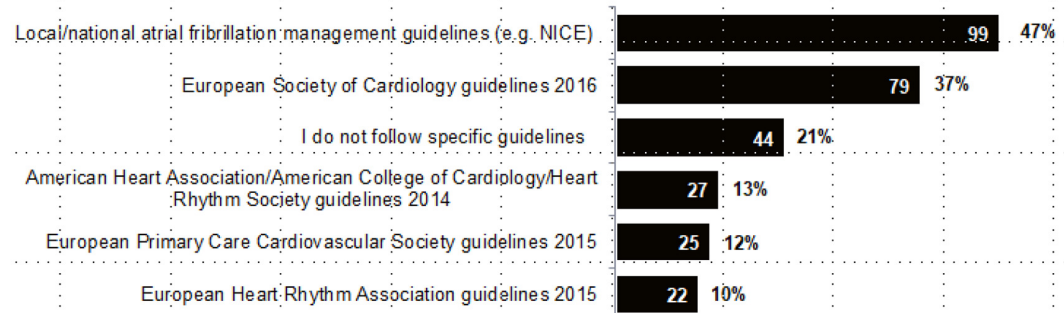 Local/national atrial fribrillation management guidelines (e.g. NICE) 99 47%
European Society of Cardiology guidelines 2016 79 37%
I do not follow specific guidelines 44 21%
American Heart Association/American College of Cardiology/Heart
Rhythm Society guidelines 2014 27 13%
European Primary Care Cardiovascular Society guidelines 2015 25 12%
European Heart Rhythm Association guidelines 2015 22 10%